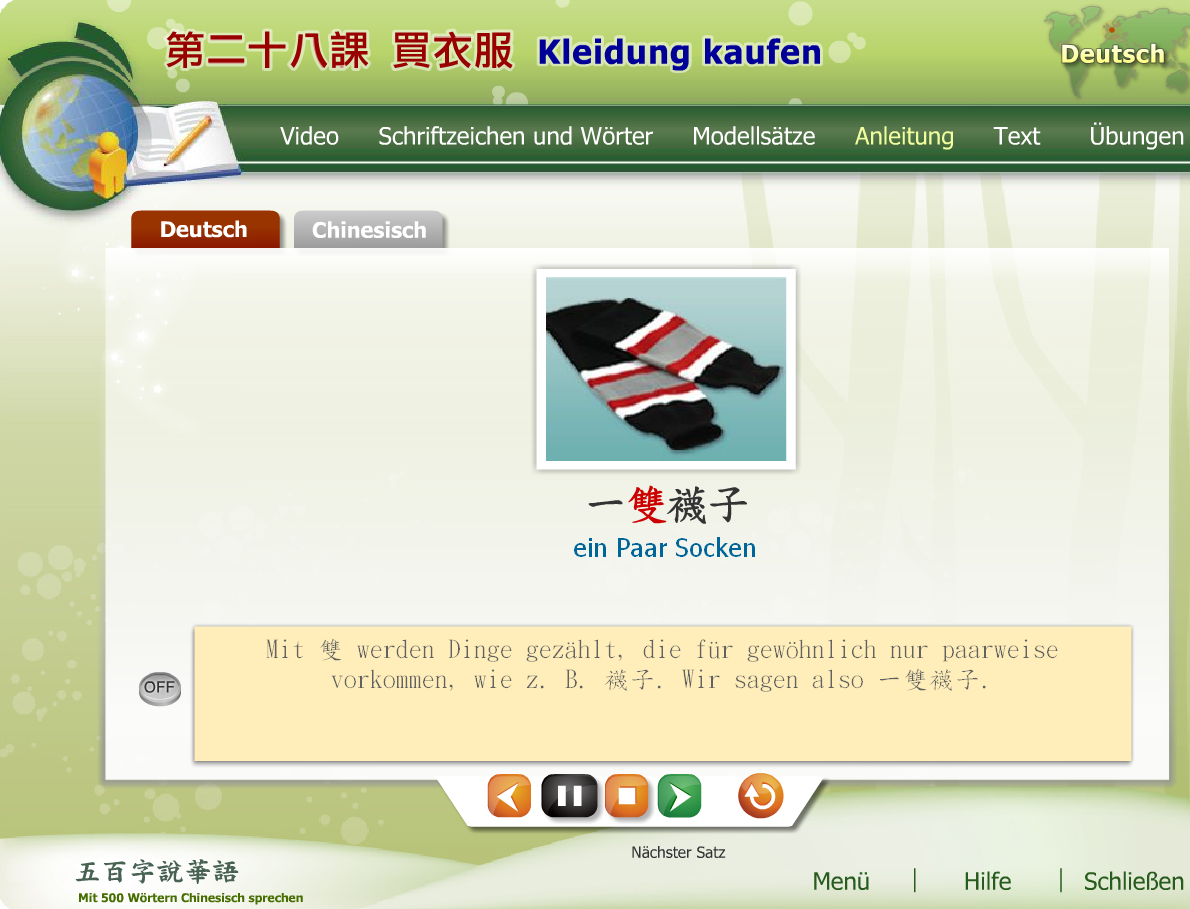 第二十八課 買衣服 Kleidung kaufen
Deutsch
Video Schriftzeichen und Wörter Modellsätze Anleitung Text Übungen
Deutsch Chinesisch
一雙襪子
ein Paar Socken
Mit 雙 werden Dinge gezählt, die für gewöhnlich nur paarweise
vorkommen, wie z. B. 襪子. Wir sagen also 一雙襪子.
OFF
Nächster Satz
五百字說華語
Mit 500 Wörtern Chinesisch sprechen
Menü | Hilfe | Schließen